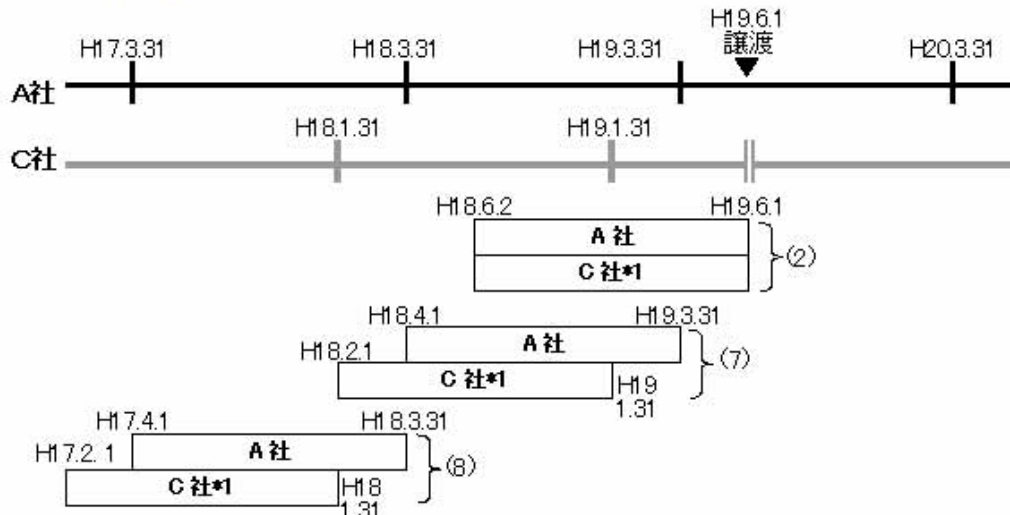 H19.6.1
譲渡
H17.3.31 H18.3.31 H19.3.31 H20.3.31
A社
H18.1.31 H19.1.31
C社
H18.6.2 H19.6.1
A 社
C 社*1
(2)
H18.4.1 H19.3.31
A 社
(7)
H18.2.1
C 社*1
H19
1.31
H17.4.1 H18.3.31
A 社
(8)
H17.2. 1
C 社*1
H18
1.31